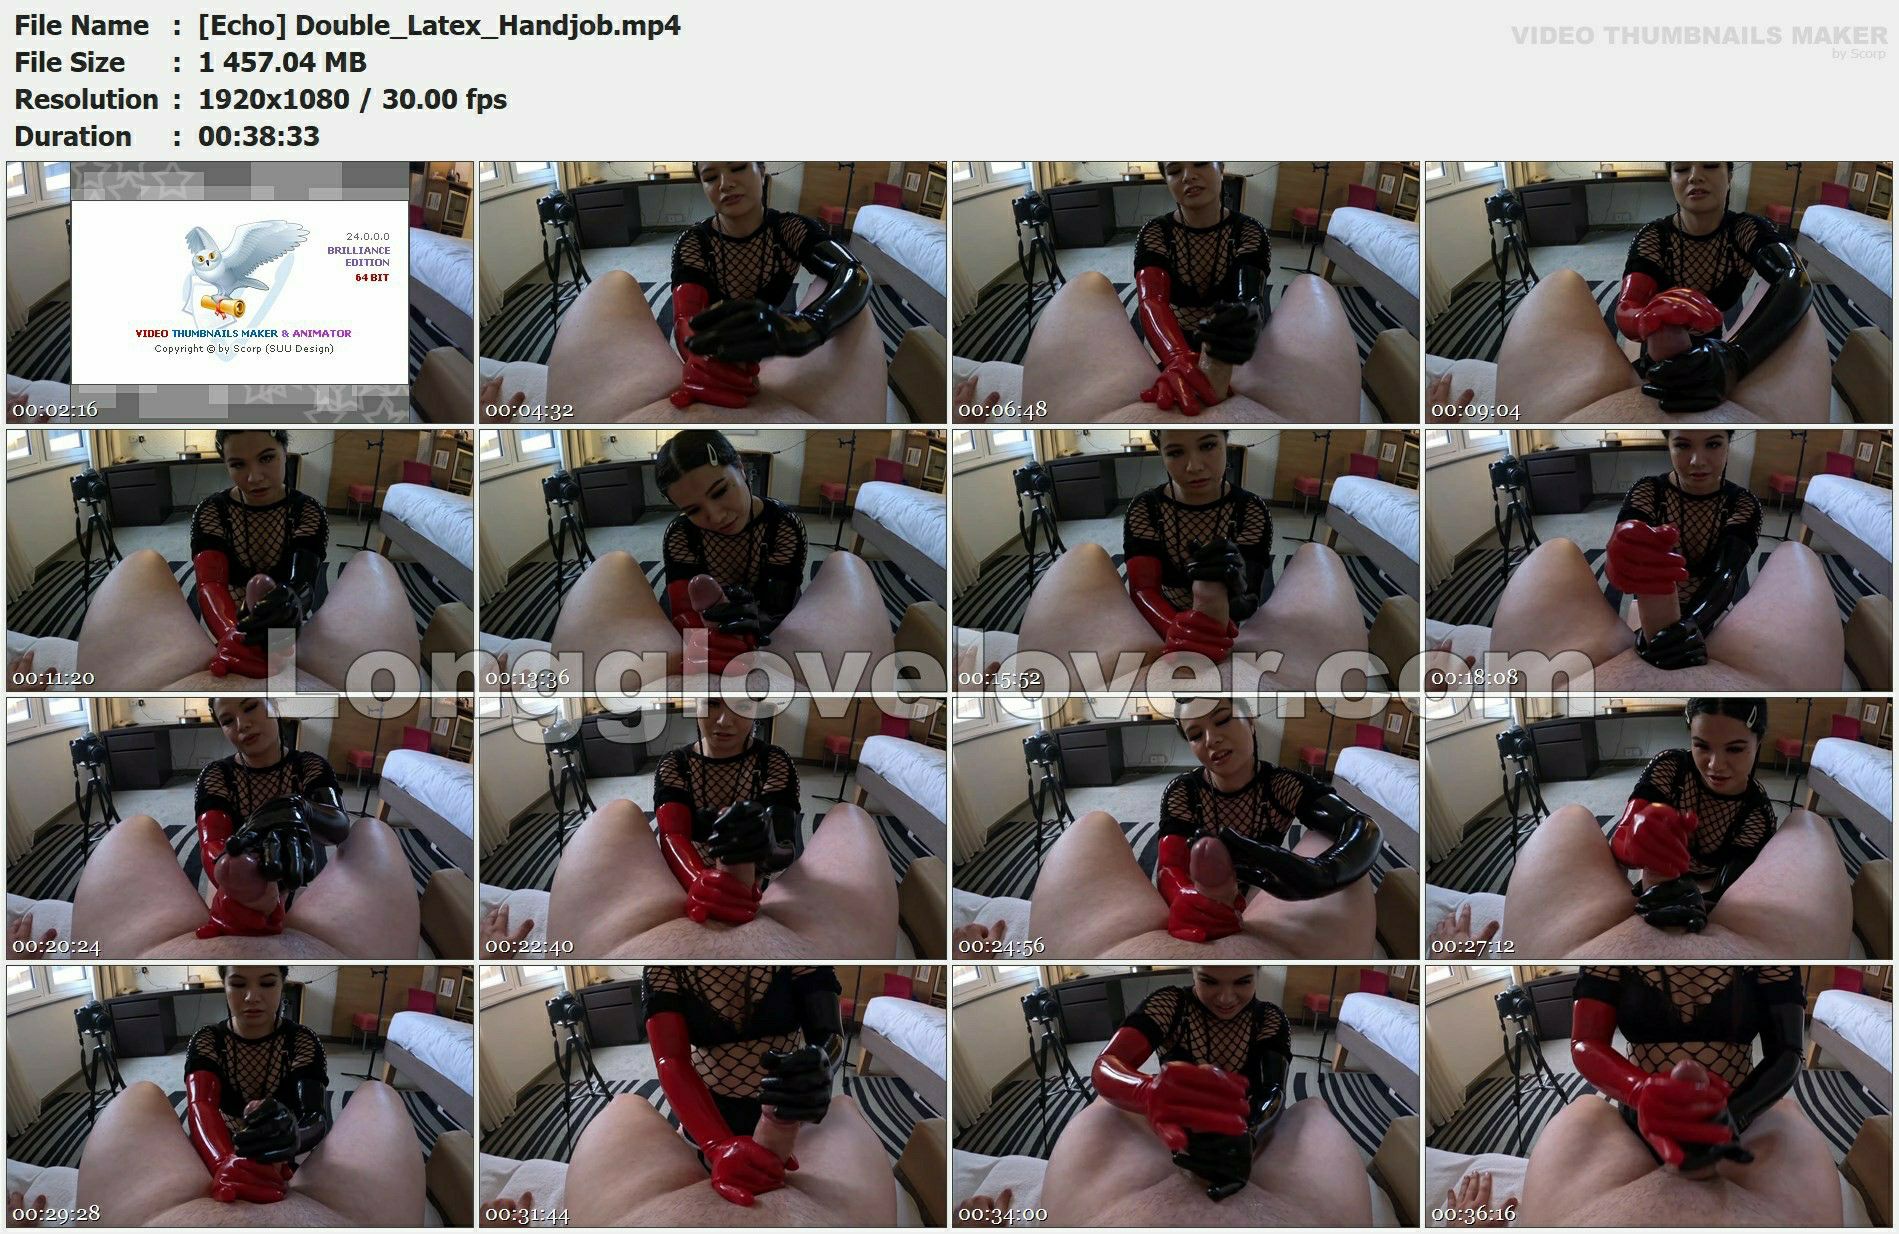 File Name : [Echo] Double_Latex_Handjob.mp4
File Size : 1 457.04 MB
Resolution : 1920x1080 / 30.00 fps
Duration : 00:38:33
VIDEO THUMBNAILS MAKER
by Scorp
24.0.0.0
BRILLIANCE
EDITION
64 BIT
VIDEO THUMBNAILS MAKER & ANIMATOR
Copyright © by Scorp (SUU Design)
00:02:16
00:04:32
00:06:48
00:09:04
00:11:20
00:13:36
00:15:52
00:18:08
Longglovelover.com
00:20:24
00:22:40
00:24:56
00:27:12
00:29:28
00:31:44
00:34:00
00:36:16